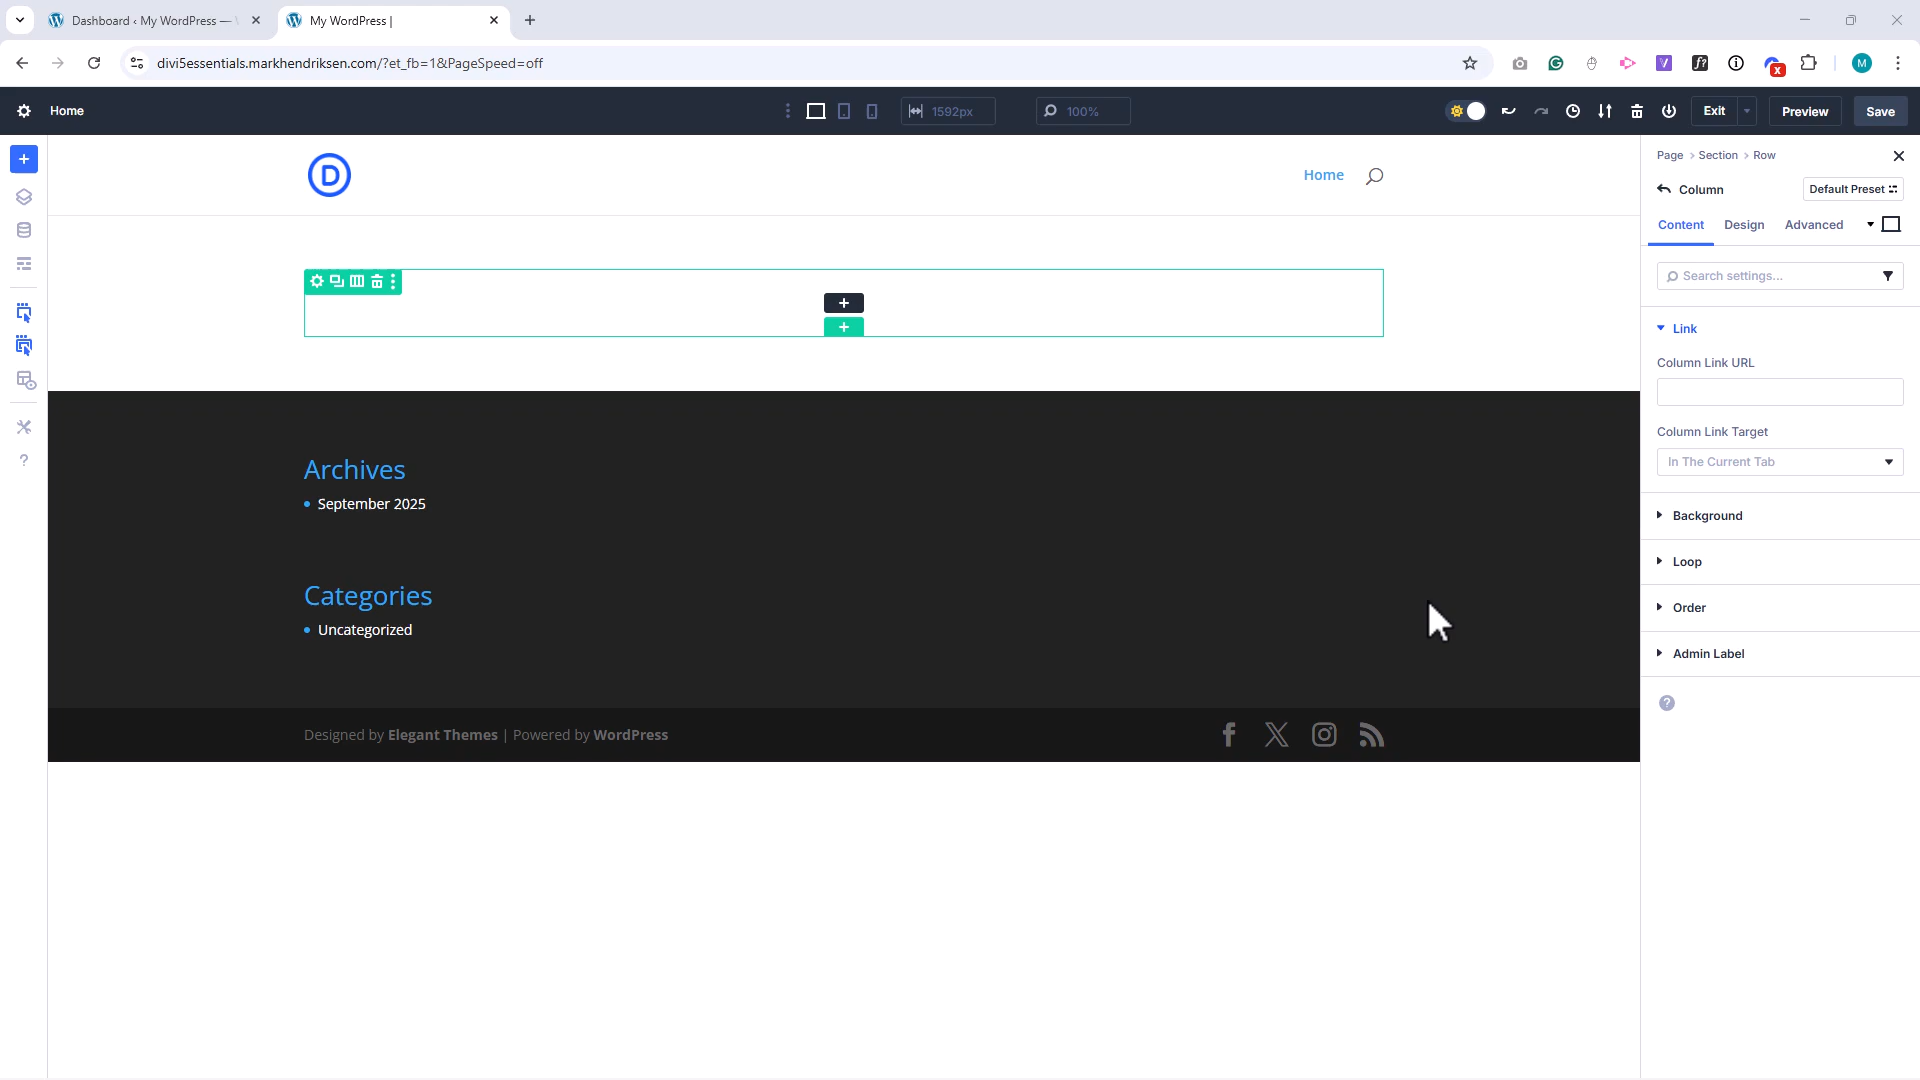 Dashboard ‹ My WordPress —
My WordPress |
divi5essentials.markhendriksen.com/?et_fb=1&PageSpeed=off
M
Home
1592px
100%
Exit
Preview
Save
D
Home
Page > Section > Row
Column
Default Preset
Content
Design
Advanced
Search settings...
Link
Column Link URL
Column Link Target
In The Current Tab
Background
Loop
Order
Admin Label
Archives
September 2025
Categories
Uncategorized
Designed by Elegant Themes | Powered by WordPress